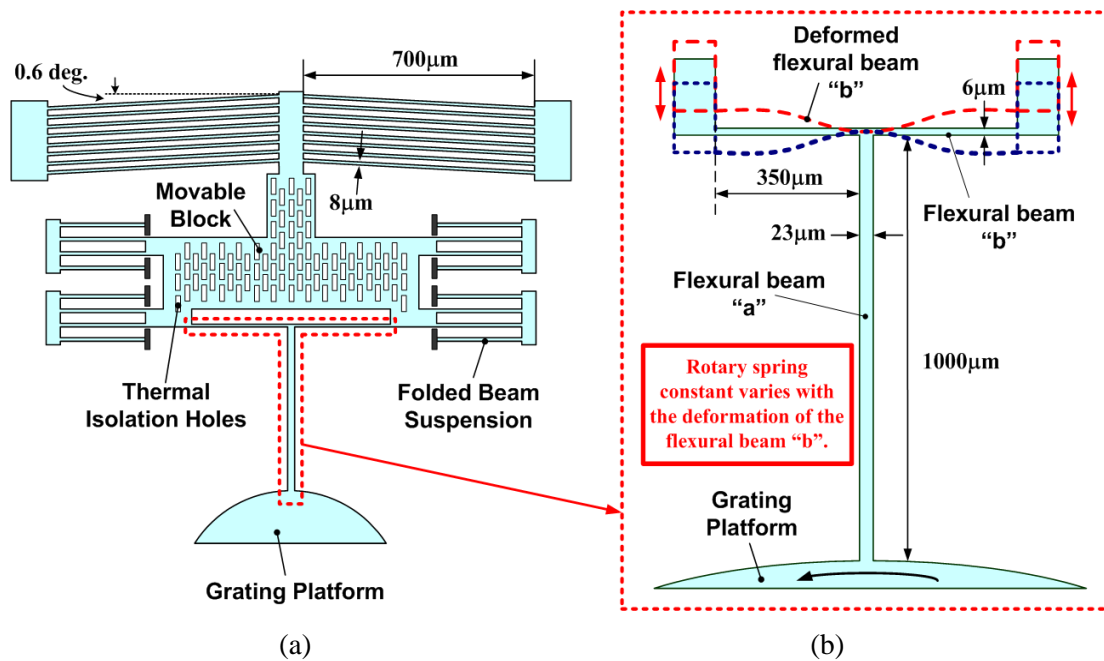 0.6 deg.
700μm
Movable
Block
8μm
Thermal
Isolation Holes
Folded Beam
Suspension
Grating Platform
(a)
Deformed
flexural beam
“b”
6μm
350μm
Flexural beam
“b”
23μm
Flexural beam
“a”
1000μm
Rotary spring
constant varies with
the deformation of the
flexural beam “b”.
Grating
Platform
(b)